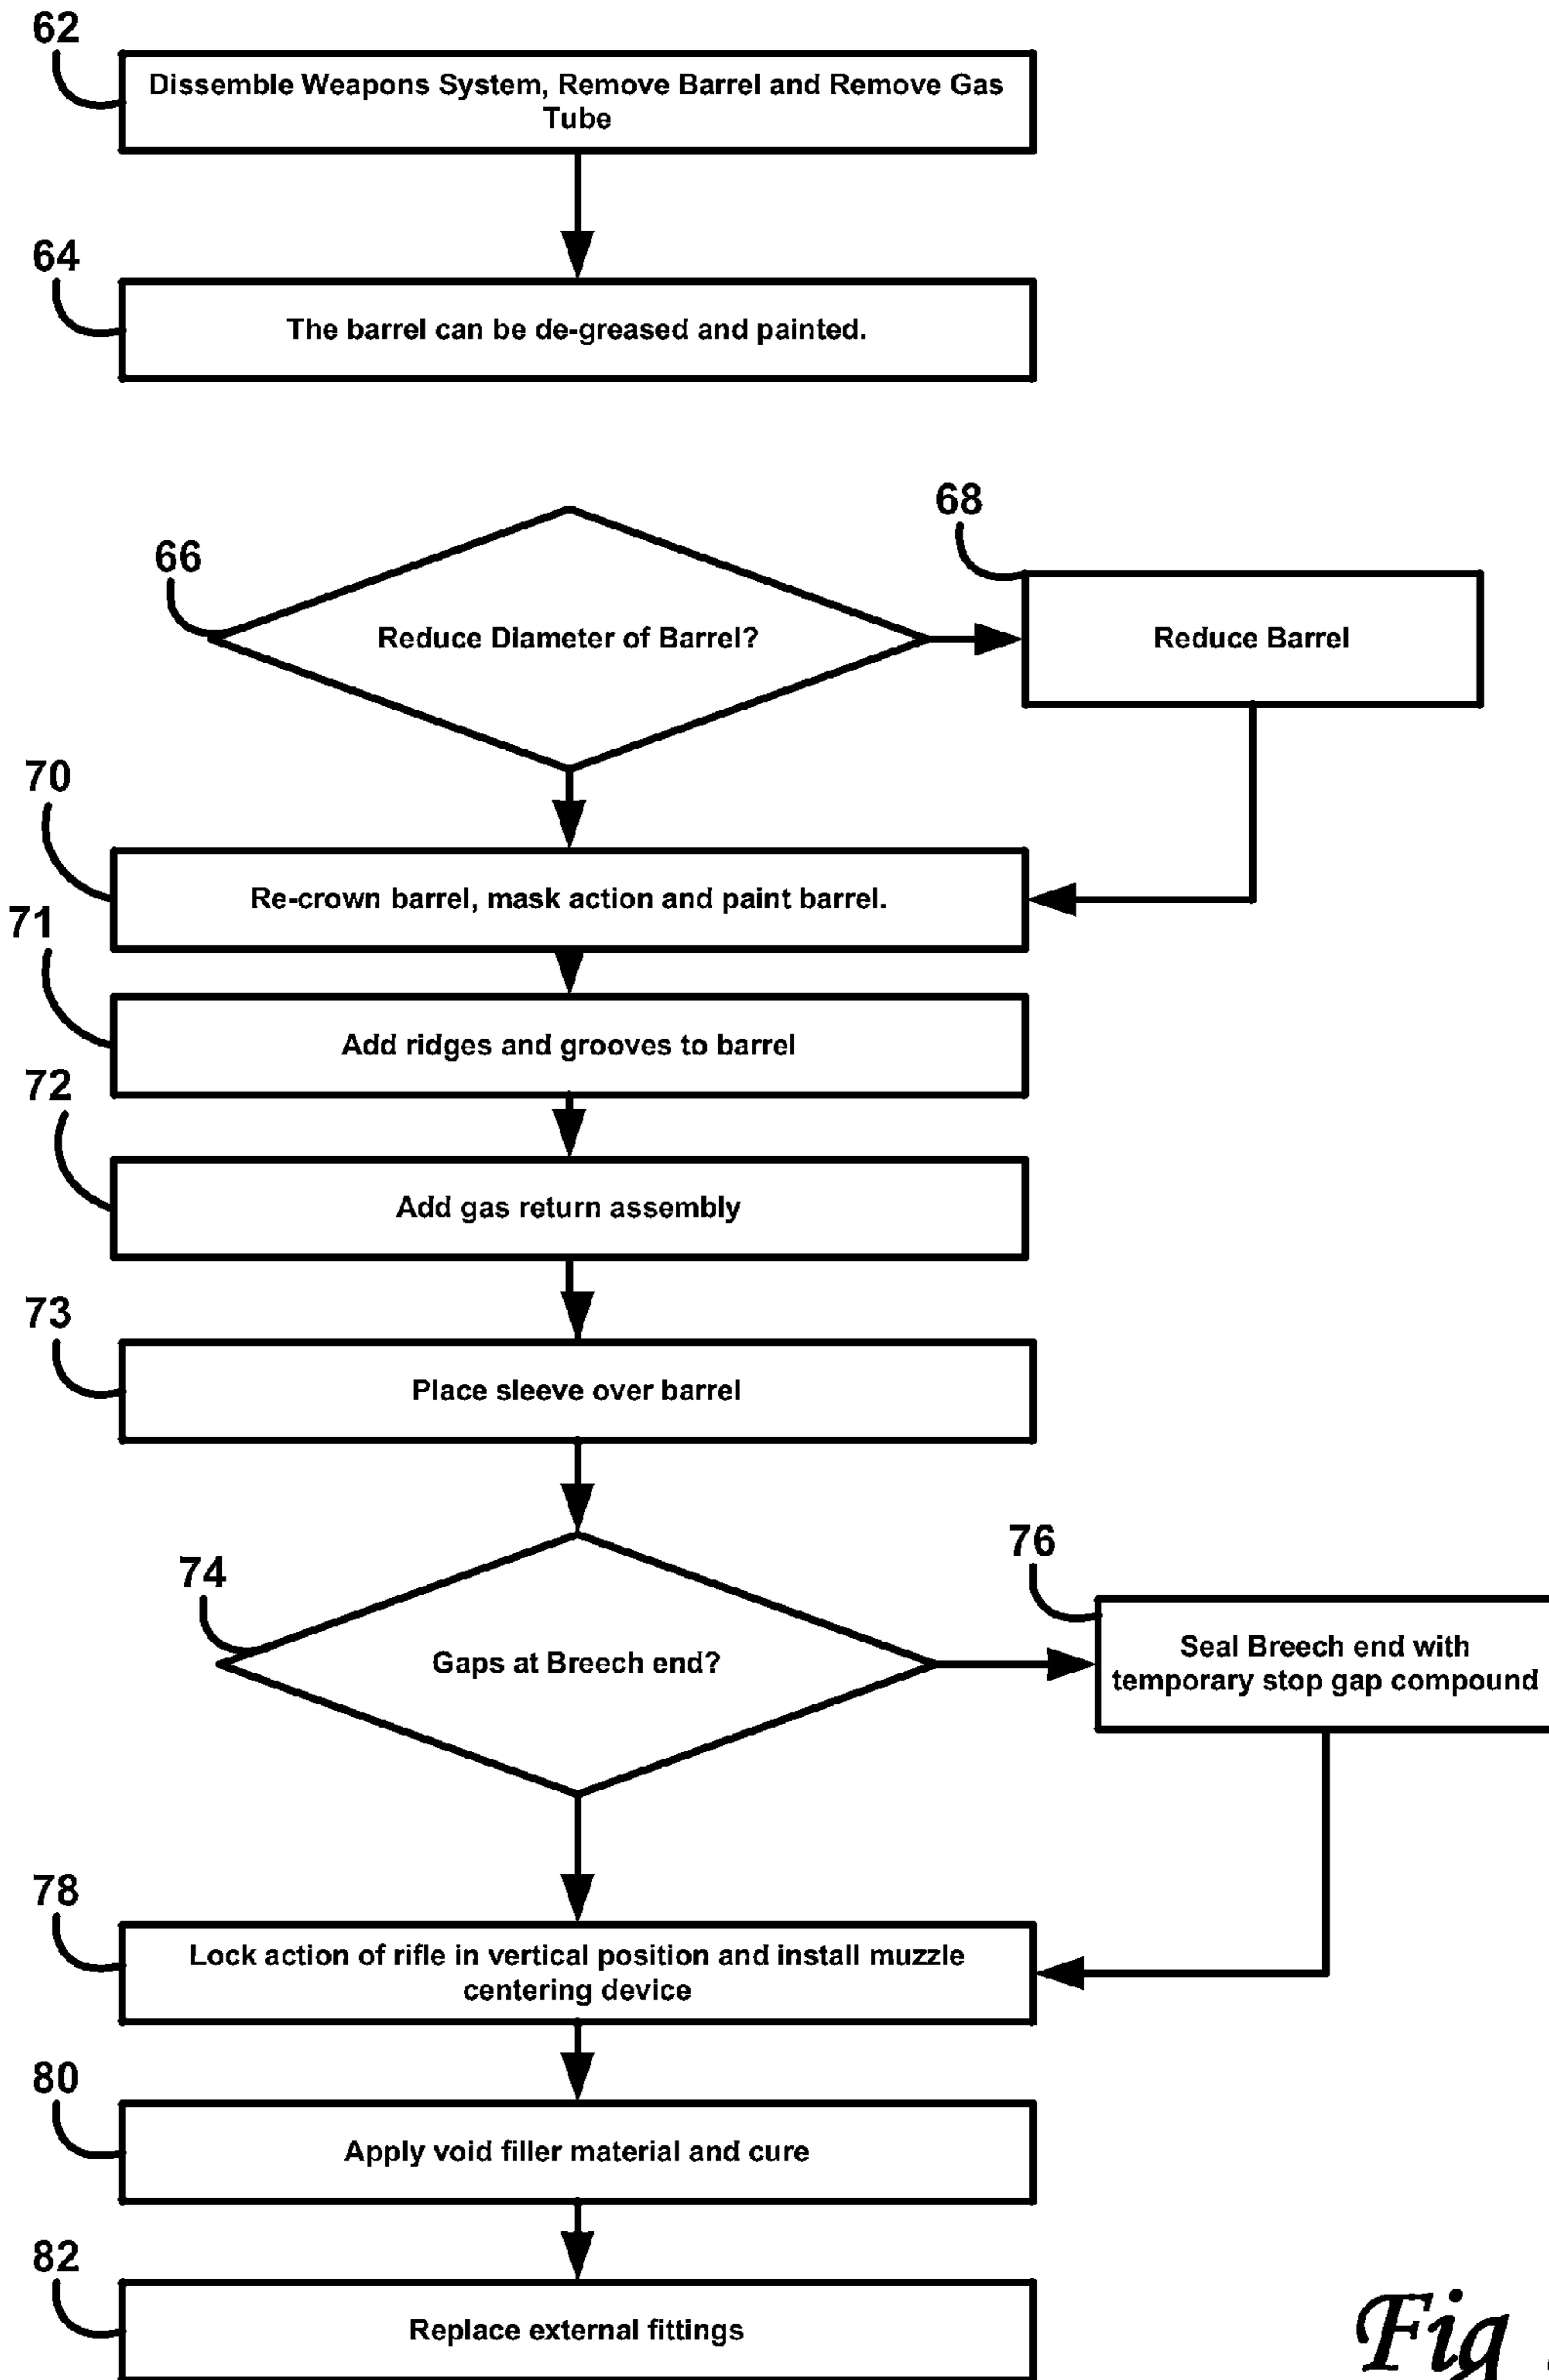 62
Dissemble Weapons System, Remove Barrel and Remove Gas
Tube
64
The barrel can be de-greased and painted.
66
Reduce Diameter of Barrel?
68
Reduce Barrel
70
Re-crown barrel, mask action and paint barrel.
71
Add ridges and grooves to barrel
72
Add gas return assembly
73
Place sleeve over barrel
74
Gaps at Breech end?
76
Seal Breech end with
temporary stop gap compound
78
Lock action of rifle in vertical position and install muzzle
centering device
80
Apply void filler material and cure
82
Replace external fittings
Fig